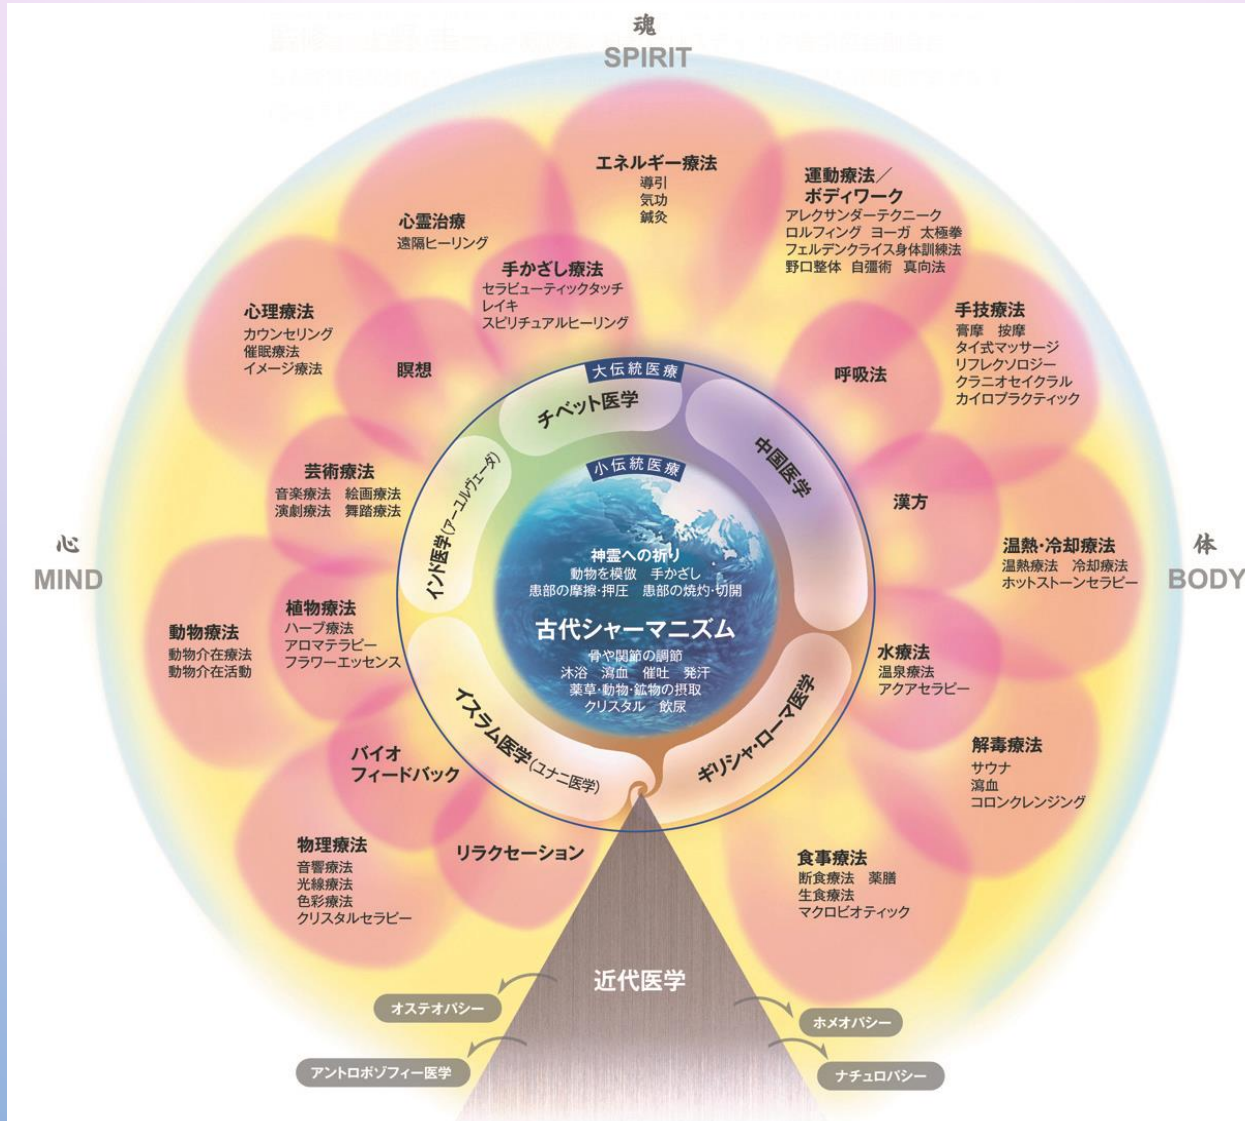 魂
SPIRIT
エネルギー療法
導引
気功
鍼灸
運動療法／
ボディワーク
アレクサンダーテクニーク
ロルフィング ヨーガ 太極拳
フェルデンクライス身体訓練法
野口整体 自彊術 真向法
心霊治療
遠隔ヒーリング
手かざし療法
セラピューティックタッチ
レイキ
スピリチュアルヒーリング
心理療法
カウンセリング
催眠療法
イメージ療法
瞑想
呼吸法
手技療法
膏摩 按摩
タイ式マッサージ
リフレクソロジー
クラニオセイクラル
カイロプラクティック
大伝統医療
チベット医学
中国医学
インド医学(アーユルヴェーダ)
イスラム医学(ユナニ医学)
ギリシャ・ローマ医学
小伝統医療
神霊への祈り
動物を模倣 手かざし
患部の摩擦・押圧 患部の焼灼・切開
古代シャーマニズム
骨や関節の調節
沐浴 瀉血 催吐 発汗
薬草・動物・鉱物の摂取
クリスタル 飲尿
芸術療法
音楽療法 絵画療法
演劇療法 舞踏療法
漢方
心
MIND
体
BODY
温熱・冷却療法
温熱療法 冷却療法
ホットストーンセラピー
植物療法
ハーブ療法
アロマテラピー
フラワーエッセンス
動物療法
動物介在療法
動物介在活動
水療法
温泉療法
アクアセラピー
バイオ
フィードバック
解毒療法
サウナ
瀉血
コロンクレンジング
物理療法
音響療法
光線療法
色彩療法
クリスタルセラピー
リラクセーション
食事療法
断食療法 薬膳
生食療法
マクロビオティック
近代医学
オステオパシー
ホメオパシー
アントロポゾフィー医学
ナチュロパシー